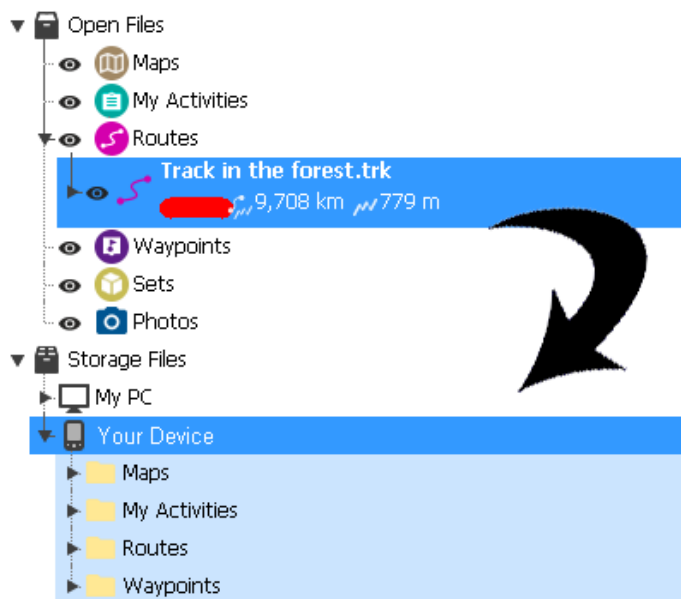 Open Files
Maps
My Activities
Routes
Track in the forest.trk
9,708 km 779 m
Waypoints
Sets
Photos
Storage Files
My PC
Your Device
Maps
My Activities
Routes
Waypoints